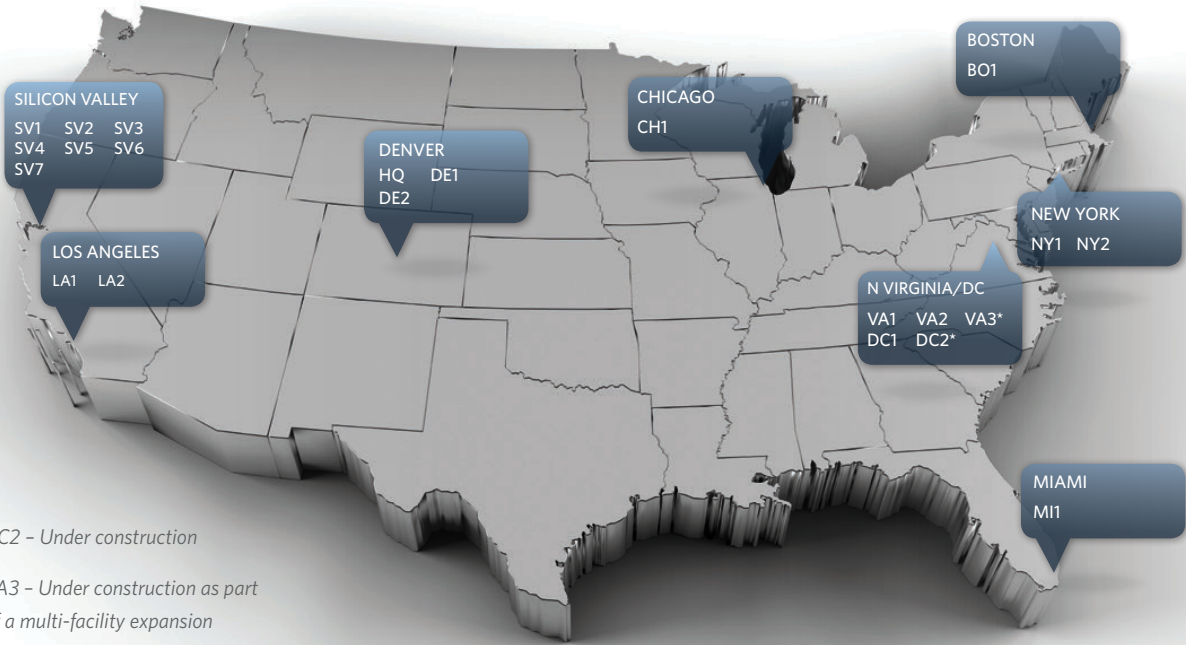 BOSTON
BO1
SILICON VALLEY
SV1 SV2 SV3
SV4 SV5 SV6
SV7
CHICAGO
CH1
DENVER
HQ DE1
DE2
NEW YORK
NY1 NY2
LOS ANGELES
LA1 LA2
N VIRGINIA/DC
VA1 VA2 VA3*
DC1 DC2*
MIAMI
MI1
C2 – Under construction
A3 – Under construction as part
a multi-facility expansion